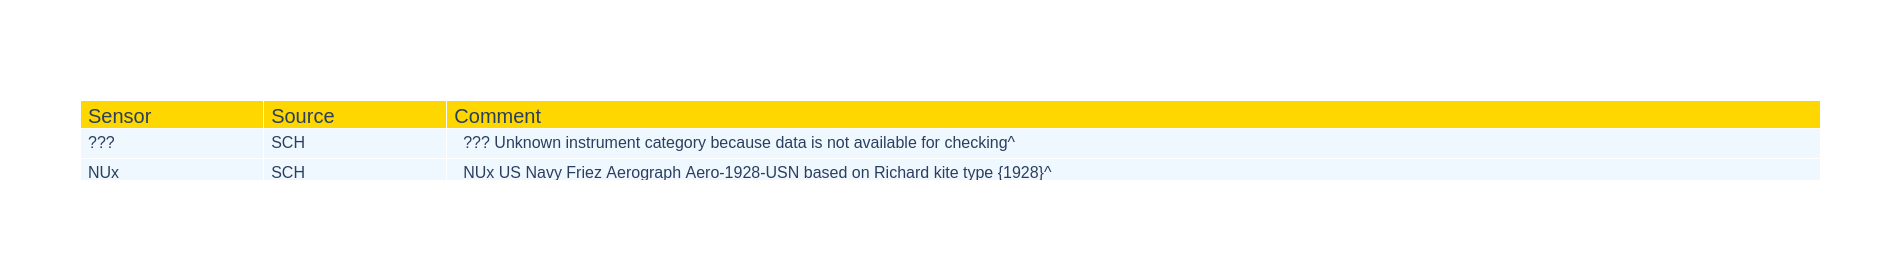 Sensor Source Comment
??? SCH ??? Unknown instrument category because data is not available for checking^
NUx SCH NUx US Navy Friez Aerograph Aero-1928-USN based on Richard kite type {1928}^